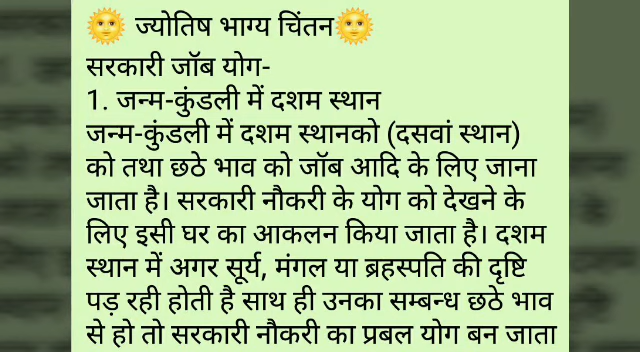 🌞 ज्योतिष भाग्य चिंतन🌞
सरकारी जॉब योग-
1. जन्म-कुंडली में दशम स्थान
जन्म-कुंडली में दशम स्थानको (दसवां स्थान)
को तथा छठे भाव को जॉब आदि के लिए जाना
जाता है। सरकारी नौकरी के योग को देखने के
लिए इसी घर का आकलन किया जाता है। दशम
स्थान में अगर सूर्य, मंगल या ब्रहस्पति की दृष्टि
पड़ रही होती है साथ ही उनका सम्बन्ध छठे भाव
से हो तो सरकारी नौकरी का प्रबल योग बन जाता